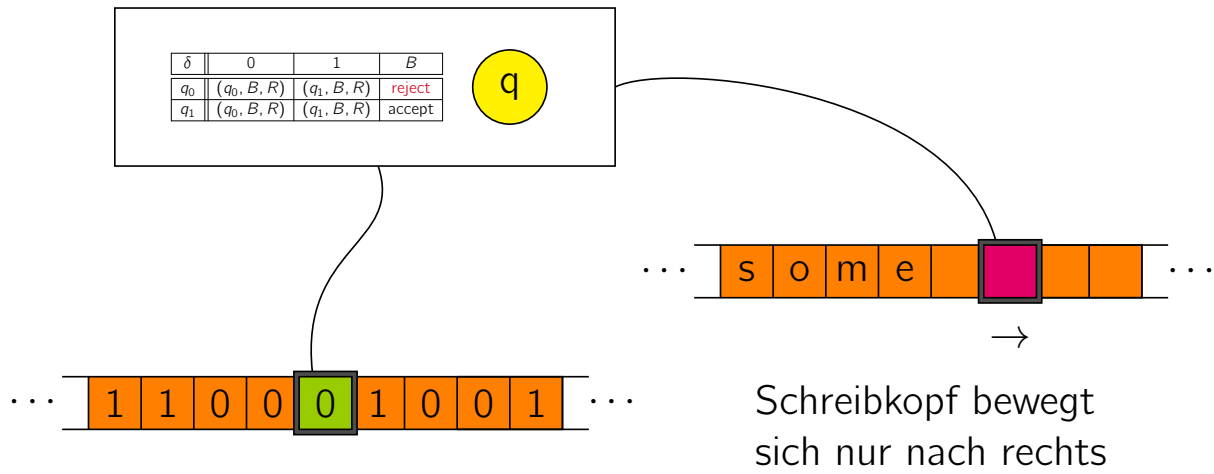 δ 0 1 B
q₀ (q₀, B, R) (q₁, B, R) reject
q₁ (q₀, B, R) (q₁, B, R) accept
q
··· s o m e ···
→
··· 1 1 0 0 0 1 0 0 1 ···
Schreibkopf bewegt
sich nur nach rechts